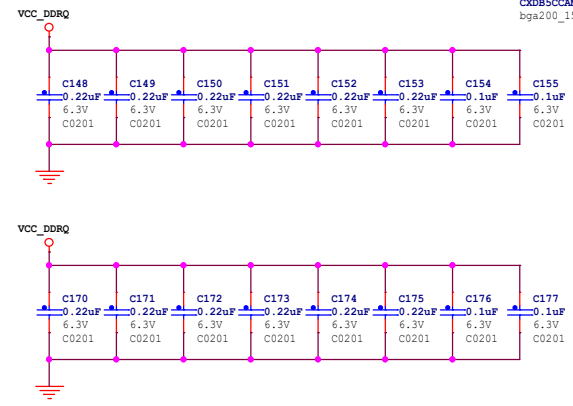 CXDB5CCAM
bga200_15
VCC_DDRQ
C148 C149 C150 C151 C152 C153 C154 C155
0.22uF 0.22uF 0.22uF 0.22uF 0.22uF 0.22uF 0.1uF 0.1uF
6.3V 6.3V 6.3V 6.3V 6.3V 6.3V 6.3V 6.3V
C0201 C0201 C0201 C0201 C0201 C0201 C0201 C0201
VCC_DDRQ
C170 C171 C172 C173 C174 C175 C176 C177
0.22uF 0.22uF 0.22uF 0.22uF 0.22uF 0.22uF 0.1uF 0.1uF
6.3V 6.3V 6.3V 6.3V 6.3V 6.3V 6.3V 6.3V
C0201 C0201 C0201 C0201 C0201 C0201 C0201 C0201